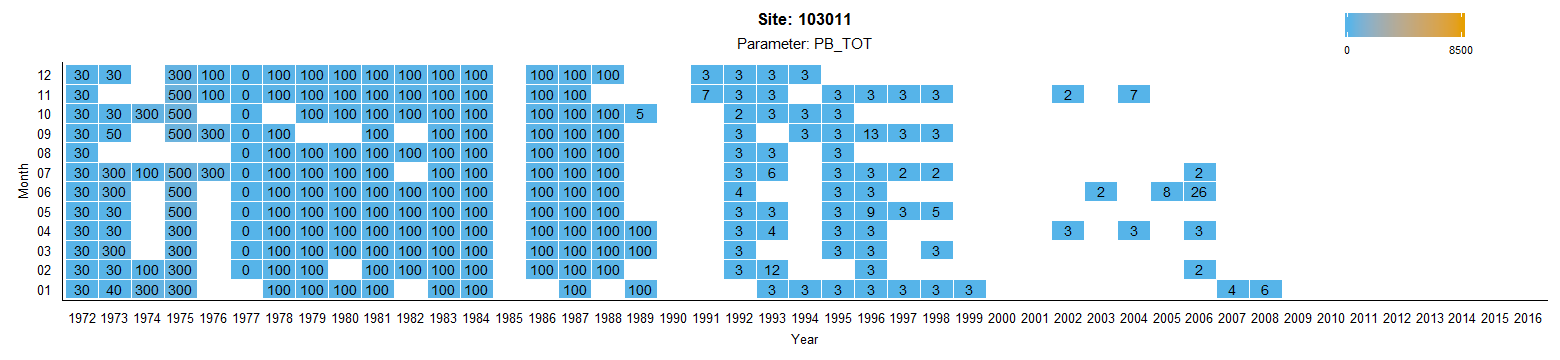 Site: 103011
Parameter: PB_TOT
0 8500
12 30 30 300 100 0 100 100 100 100 100 100 100 100 100 100 3 3 3 3
11 30 500 100 0 100 100 100 100 100 100 100 100 100 7 3 3 3 3 3 3 2 7
10 30 30 300 500 0 100 100 100 100 100 100 100 100 100 5 2 3 3 3
09 30 50 500 300 0 100 100 100 100 100 100 100 3 3 3 13 3 3
08 30 0 100 100 100 100 100 100 100 100 100 100 3 3 3
07 30 300 100 500 300 0 100 100 100 100 100 100 100 100 100 3 6 3 3 2 2 2
06 30 300 500 0 100 100 100 100 100 100 100 100 100 100 4 3 3 2 8 26
05 30 30 500 0 100 100 100 100 100 100 100 100 100 100 3 3 3 9 3 5
04 30 30 300 0 100 100 100 100 100 100 100 100 100 100 100 3 4 3 3 3 3 3
03 30 300 300 0 100 100 100 100 100 100 100 100 100 100 100 3 3 3 3
02 30 30 100 300 0 100 100 100 100 100 100 100 100 100 3 12 3 2
01 30 40 300 300 100 100 100 100 100 100 100 100 3 3 3 3 3 3 3 4 6
Month
1972 1973 1974 1975 1976 1977 1978 1979 1980 1981 1982 1983 1984 1985 1986 1987 1988 1989 1990 1991 1992 1993 1994 1995 1996 1997 1998 1999 2000 2001 2002 2003 2004 2005 2006 2007 2008 2009 2010 2011 2012 2013 2014 2015 2016
Year